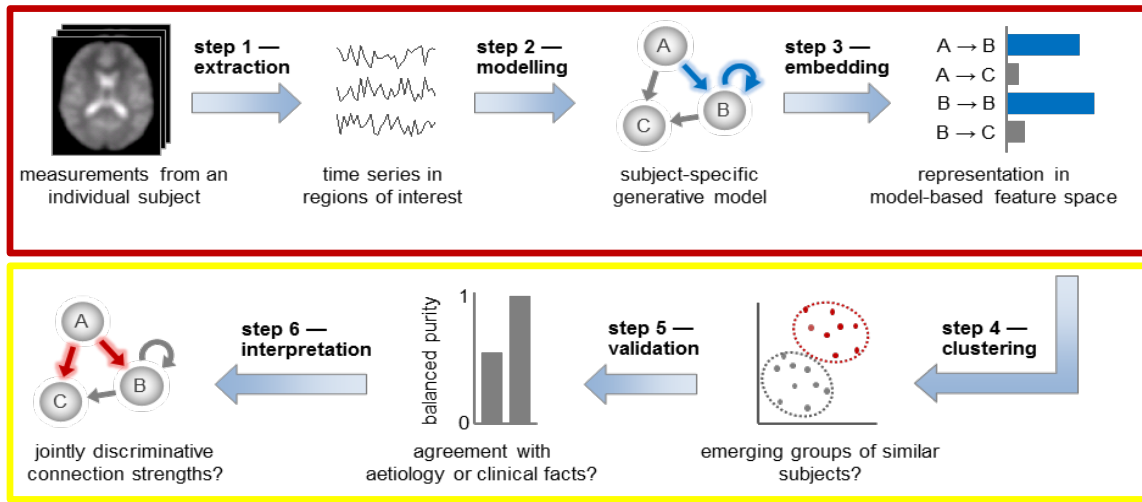 step 1 —
extraction
step 2 —
modelling
A
B
C
step 3 —
embedding
A → B
A → C
B → B
B → C
measurements from an
individual subject
time series in
regions of interest
subject-specific
generative model
representation in
model-based feature space
A
B
C
step 6 —
interpretation
balanced purity
1
0
step 5 —
validation
step 4 —
clustering
jointly discriminative
connection strengths?
agreement with
aetiology or clinical facts?
emerging groups of similar
subjects?